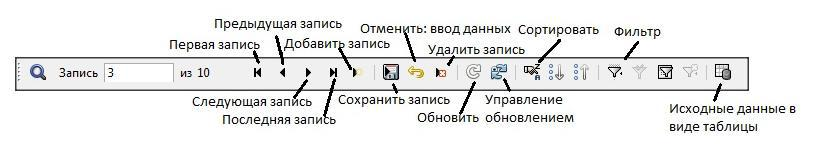 Предыдущая запись
Отменить: ввод данных
Сортировать
Фильтр
Первая запись
Добавить запись
Удалить запись
Запись 3 из 10
Следующая запись
Последняя запись
Сохранить запись
Обновить
Управление
обновлением
Исходные данные в
виде таблицы